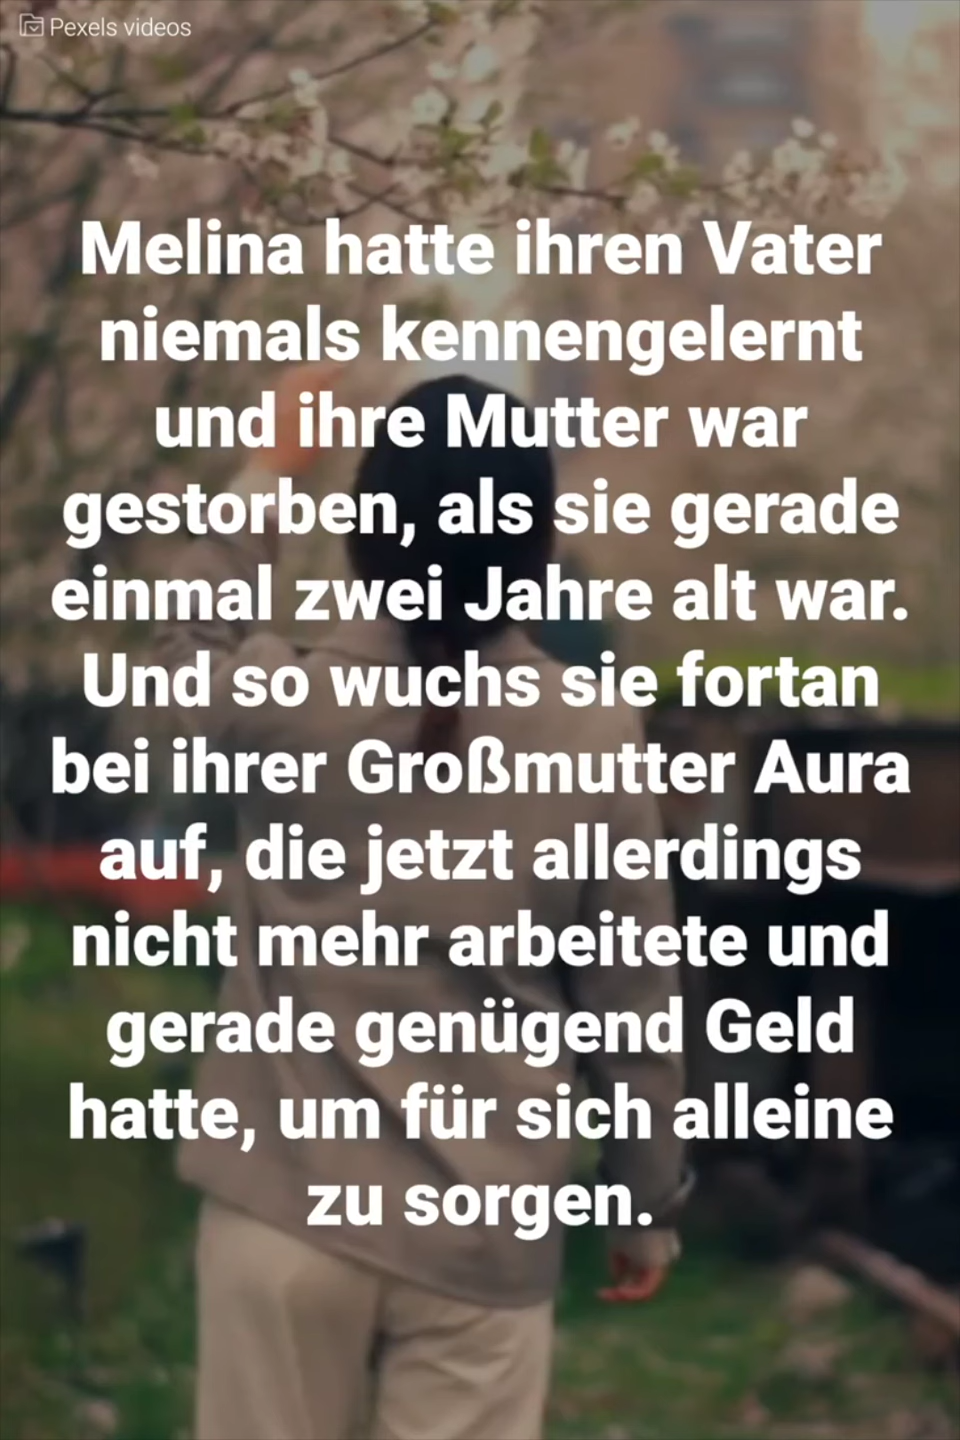 Pexels videos
Melina hatte ihren Vater
niemals kennengelernt
und ihre Mutter war
gestorben, als sie gerade
einmal zwei Jahre alt war.
Und so wuchs sie fortan
bei ihrer Großmutter Aura
auf, die jetzt allerdings
nicht mehr arbeitete und
gerade genügend Geld
hatte, um für sich alleine
zu sorgen.